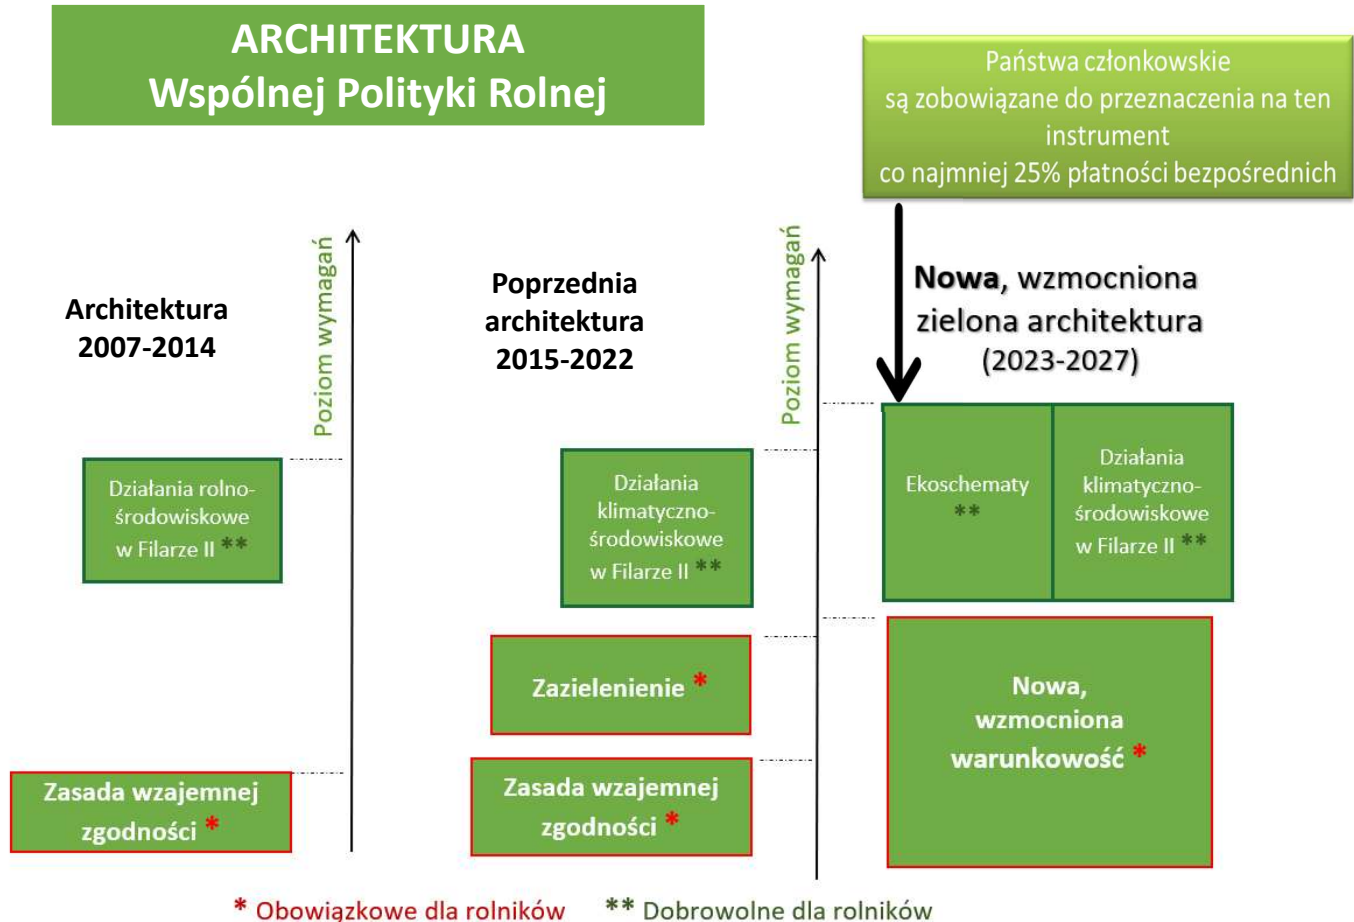 ARCHITEKTURA
Wspólnej Polityki Rolnej
Państwa członkowskie
są zobowiązane do przeznaczenia na ten
instrument
co najmniej 25% płatności bezpośrednich
Architektura
2007-2014
Poziom wymagań
Działania rolno-
środowiskowe
w Filarze II **
Zasada wzajemnej
zgodności *
Poprzednia
architektura
2015-2022
Poziom wymagań
Działania
klimatyczno-
środowiskowe
w Filarze II **
Zazielenienie *
Zasada wzajemnej
zgodności *
Nowa, wzmocniona
zielona architektura
(2023-2027)
Ekoschematy
**
Działania
klimatyczno-
środowiskowe
w Filarze II **
Nowa,
wzmocniona
warunkowość *
* Obowiązkowe dla rolników ** Dobrowolne dla rolników